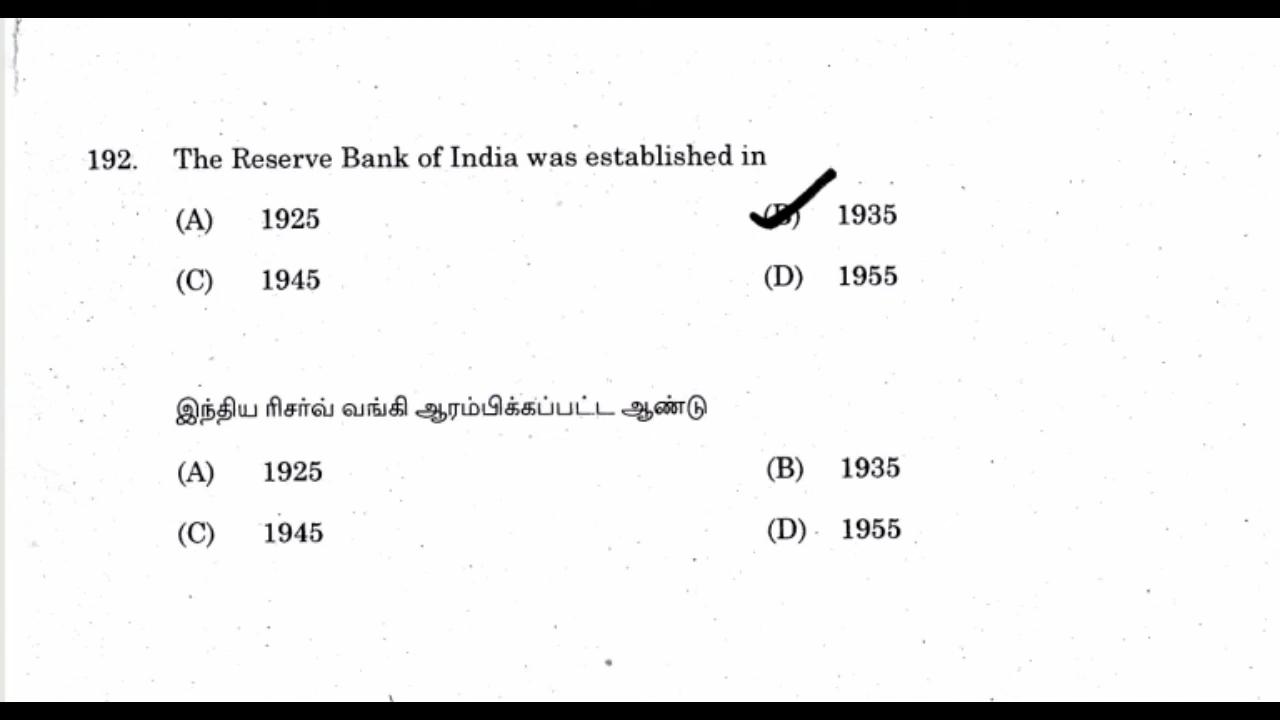 192. The Reserve Bank of India was established in
(A) 1925 (B) 1935
(C) 1945 (D) 1955
இந்திய ரிசர்வ் வங்கி ஆரம்பிக்கப்பட்ட ஆண்டு
(A) 1925 (B) 1935
(C) 1945 (D) 1955